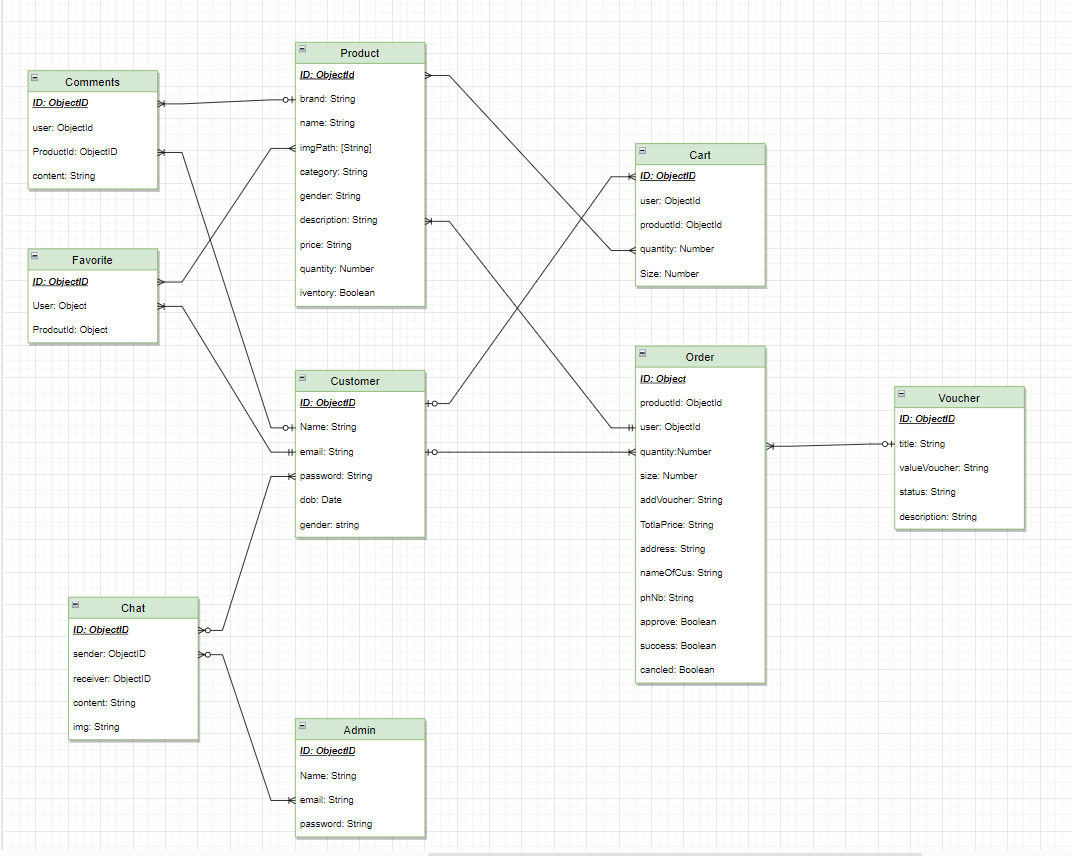 Product
ID: ObjectId
brand: String
name: String
imgPath: [String]
category: String
gender: String
description: String
price: String
quantity: Number
iventory: Boolean
Comments
ID: ObjectID
user: ObjectId
ProductId: ObjectID
content: String
Cart
ID: ObjectID
user: ObjectId
productId: ObjectId
quantity: Number
Size: Number
Favorite
ID: ObjectID
User: Object
ProdcutId: Object
Customer
ID: ObjectID
Name: String
email: String
password: String
dob: Date
gender: string
Order
ID: Object
productId: ObjectId
user: ObjectId
quantity:Number
size: Number
addVoucher: String
TotlaPrice: String
address: String
nameOfCus: String
phNb: String
approve: Boolean
success: Boolean
cancled: Boolean
Voucher
ID: ObjectID
title: String
valueVoucher: String
status: String
description: String
Chat
ID: ObjectID
sender: ObjectID
receiver: ObjectID
content: String
img: String
Admin
ID: ObjectID
Name: String
email: String
password: String